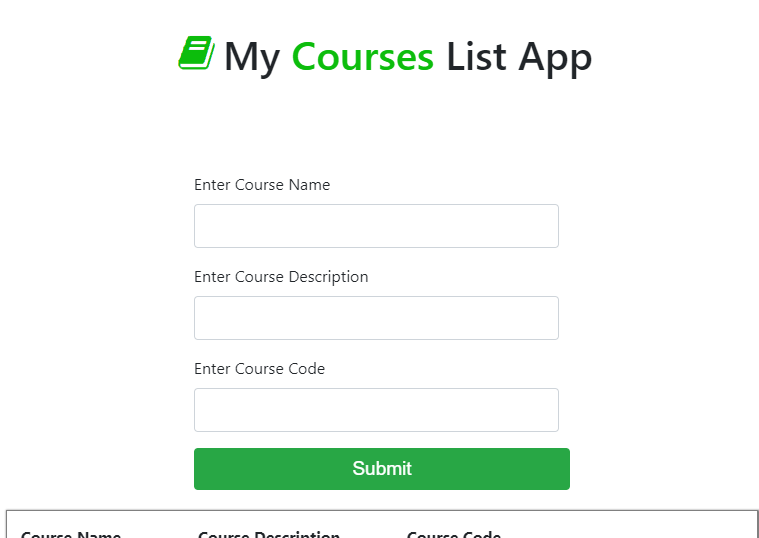 My Courses List App
Enter Course Name
Enter Course Description
Enter Course Code
Submit
Course Name Course Description Course Code